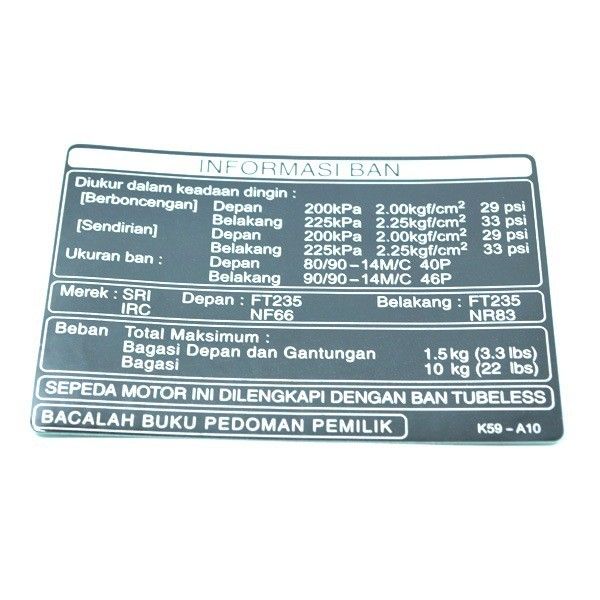 INFORMASI BAN
Diukur dalam keadaan dingin :
[Berboncengan] Depan 200kPa 2.00kgf/cm² 29 psi
Belakang 225kPa 2.25kgf/cm² 33 psi
[Sendirian] Depan 200kPa 2.00kgf/cm² 29 psi
Belakang 225kPa 2.25kgf/cm² 33 psi
Ukuran ban : Depan 80/90–14M/C 40P
Belakang 90/90–14M/C 46P
Merek : SRI Depan : FT235 Belakang : FT235
IRC NF66 NR83
Beban Total Maksimum :
Bagasi Depan dan Gantungan 1.5kg (3.3 lbs)
Bagasi 10 kg (22 lbs)
SEPEDA MOTOR INI DILENGKAPI DENGAN BAN TUBELESS
BACALAH BUKU PEDOMAN PEMILIK K59–A10